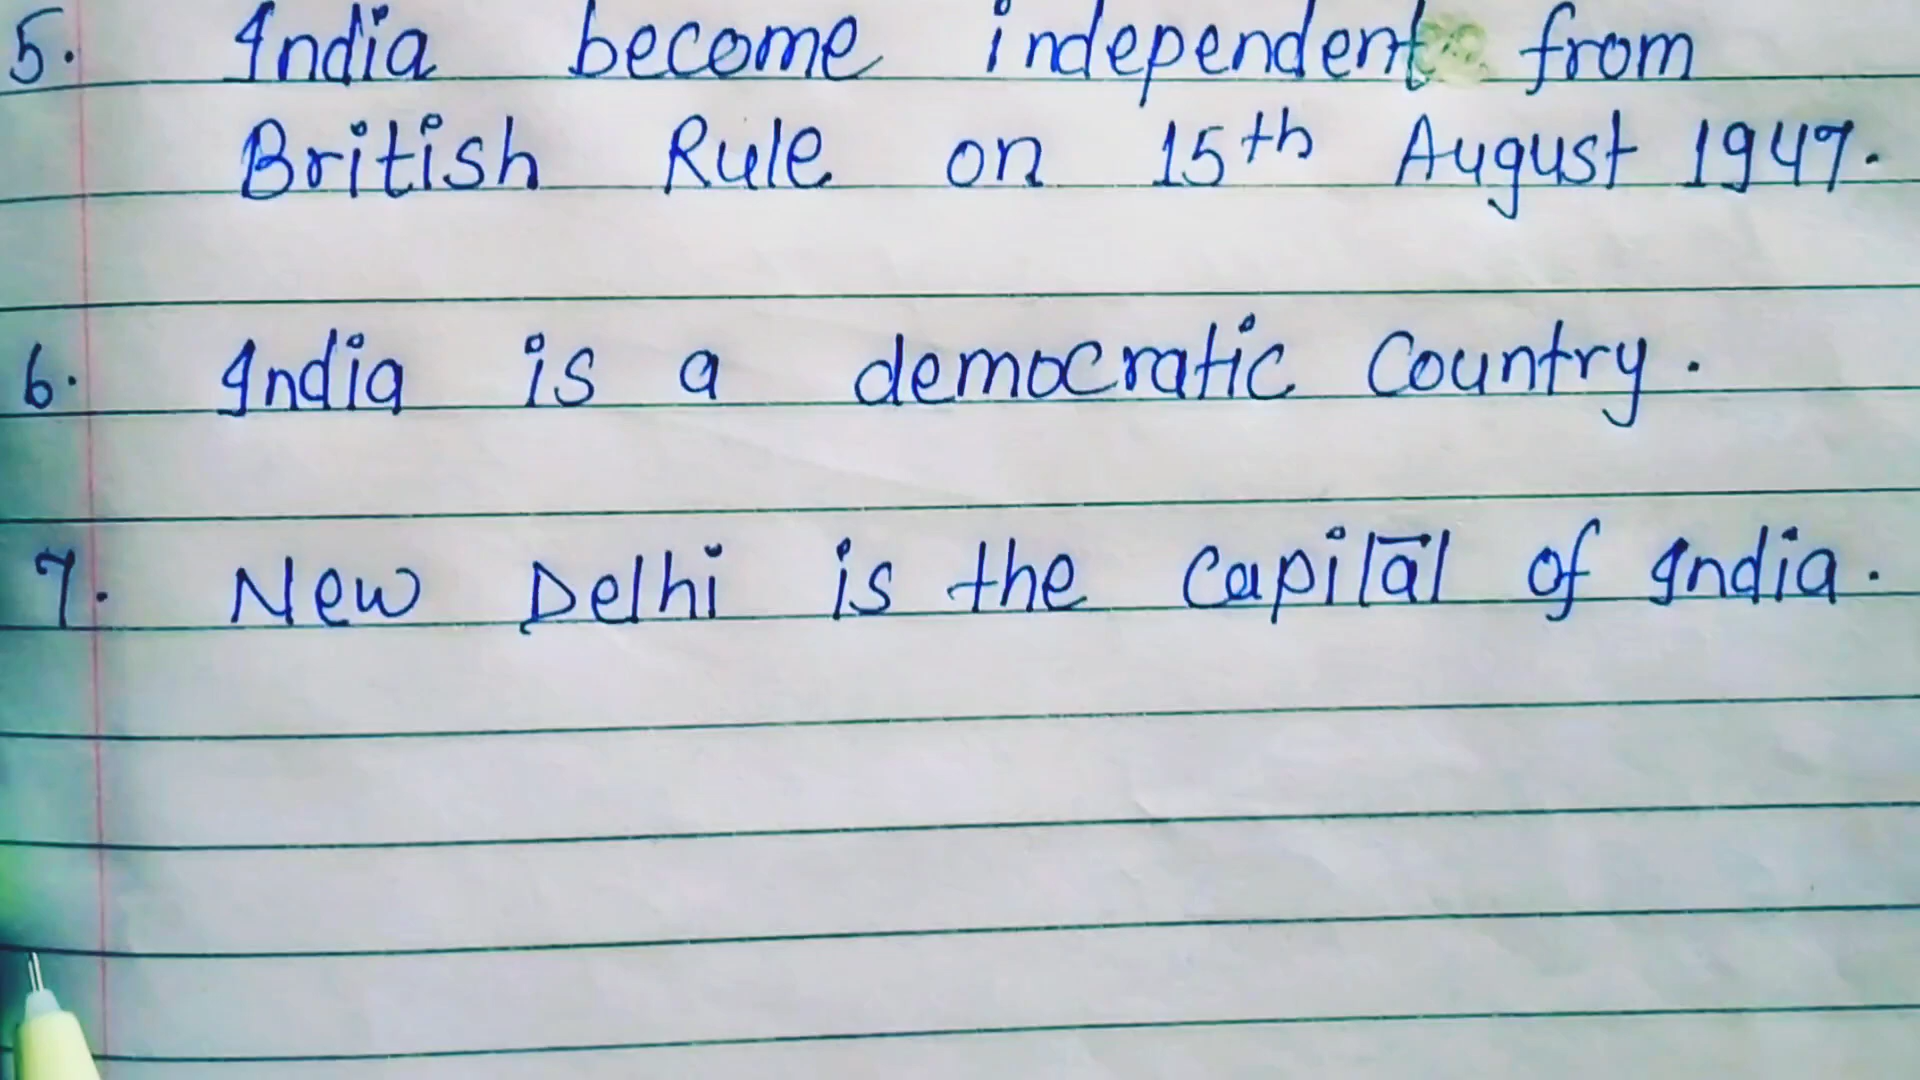 5. India become independent from
British Rule on 15th August 1947.
6. India is a democratic Country.
7. New Delhi is the Capital of India.